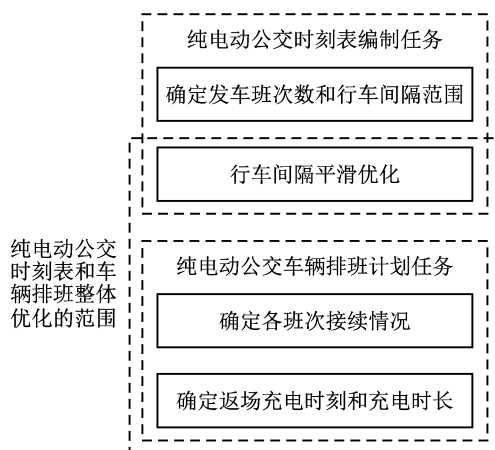 纯电动公交时刻表编制任务
确定发车班次数和行车间隔范围
行车间隔平滑优化
纯电动公交
时刻表和车
辆排班整体
优化的范围
纯电动公交车辆排班计划任务
确定各班次接续情况
确定返场充电时刻和充电时长